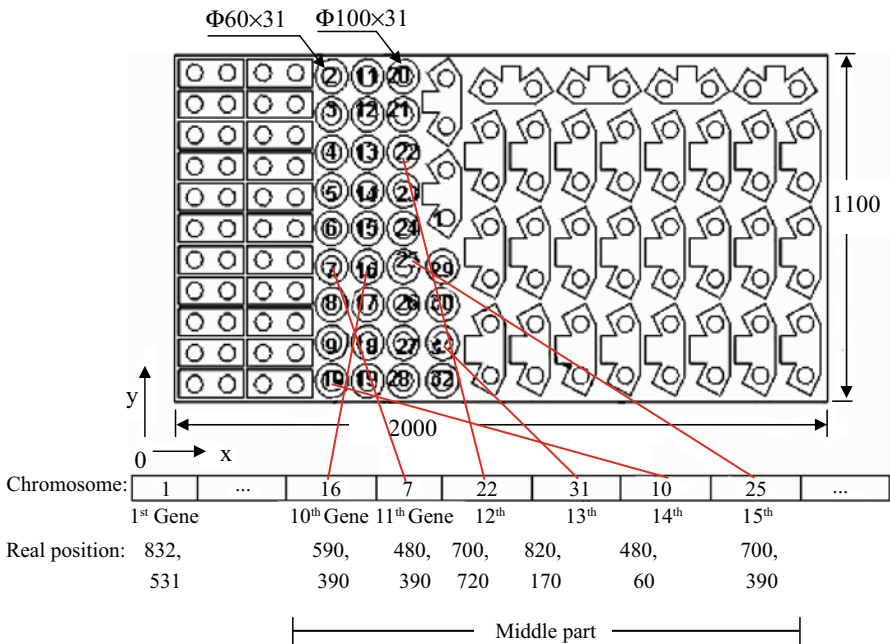 Φ60×31 Φ100×31
2 11 20
3 12 21
4 13 22
5 14 23
6 15 24 1
7 16 25 29
8 17 26 30
9 18 27 31
10 19 28 32
1100
y
2000
0 x
Chromosome: 1 ... 16 7 22 31 10 25 ...
1st Gene 10th Gene 11th Gene 12th 13th 14th 15th
Real position: 832, 590, 480, 700, 820, 480, 700,
531 390 390 720 170 60 390
Middle part